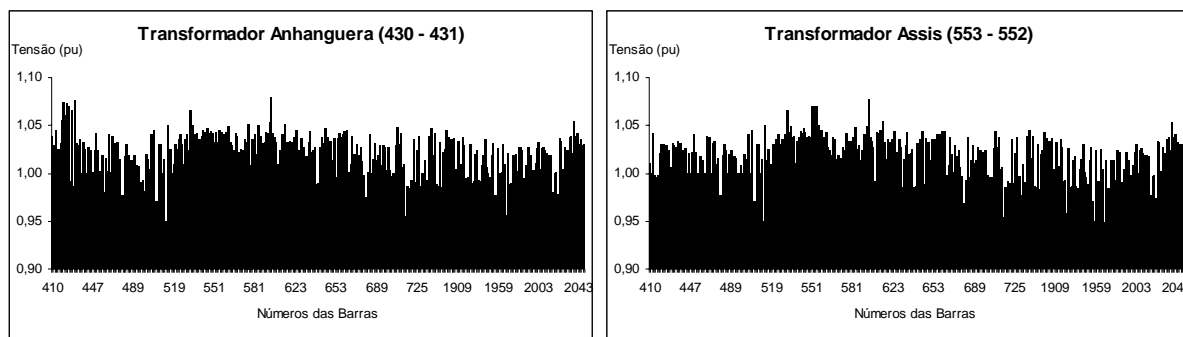 Transformador Anhanguera (430 - 431)
Tensão (pu)
1,10
1,05
1,00
0,95
0,90
410 447 489 519 551 581 623 653 689 725 1909 1959 2003 2043
Números das Barras
Transformador Assis (553 - 552)
Tensão (pu)
1,10
1,05
1,00
0,95
0,90
410 447 489 519 551 581 623 653 689 725 1909 1959 2003 204
Números das Barras